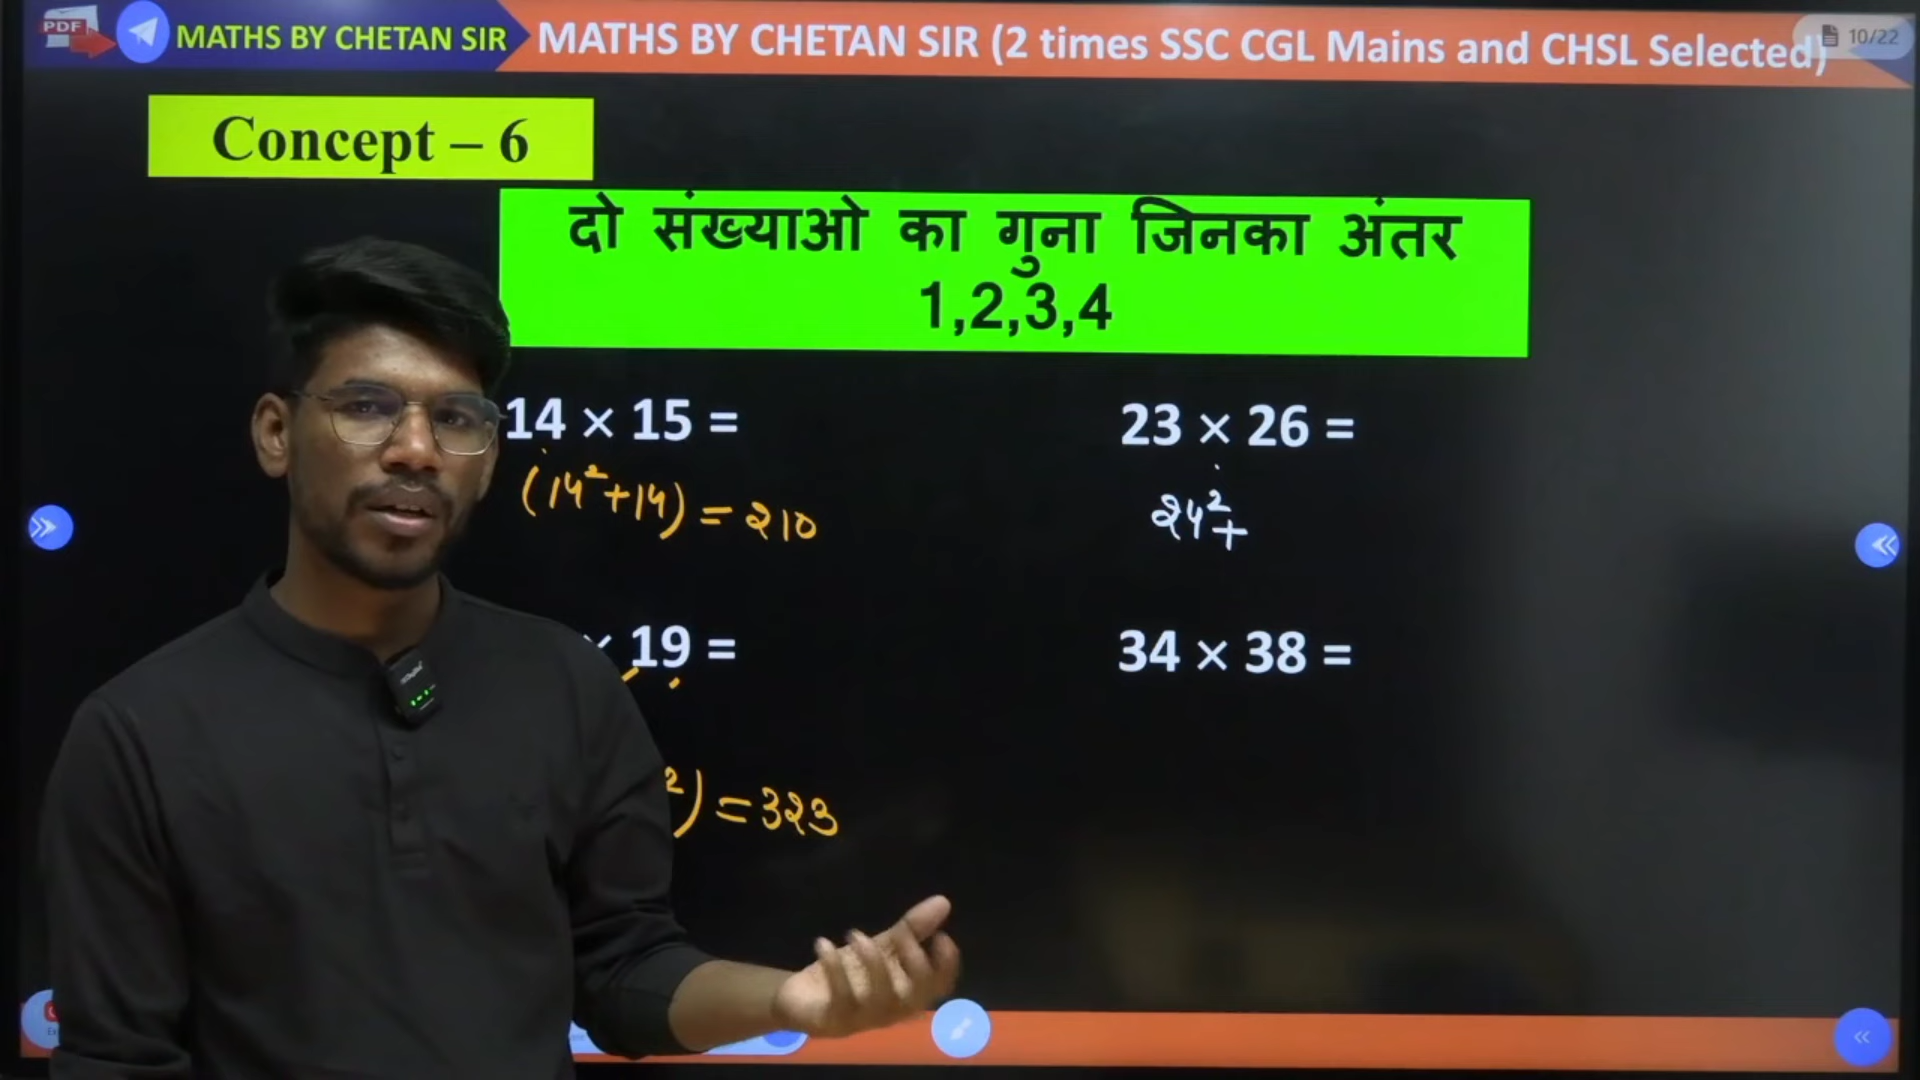 PDF
MATHS BY CHETAN SIR
MATHS BY CHETAN SIR (2 times SSC CGL Mains and CHSL Selected)
10/22
Concept – 6
दो संख्याओ का गुना जिनका अंतर
1,2,3,4
14 × 15 =
23 × 26 =
(14²+14) = 210
24²+
× 19 =
34 × 38 =
²) = 323